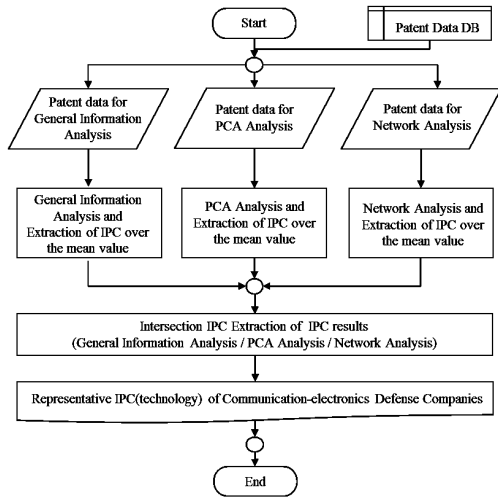 Start
Patent Data DB
Patent data for
General Information
Analysis
Patent data for
PCA Analysis
Patent data for
Network Analysis
General Information
Analysis and
Extraction of IPC over
the mean value
PCA Analysis and
Extraction of IPC over
the mean value
Network Analysis and
Extraction of IPC over
the mean value
Intersection IPC Extraction of IPC results
(General Information Analysis / PCA Analysis / Network Analysis)
Representative IPC(technology) of Communication-electronics Defense Companies
End